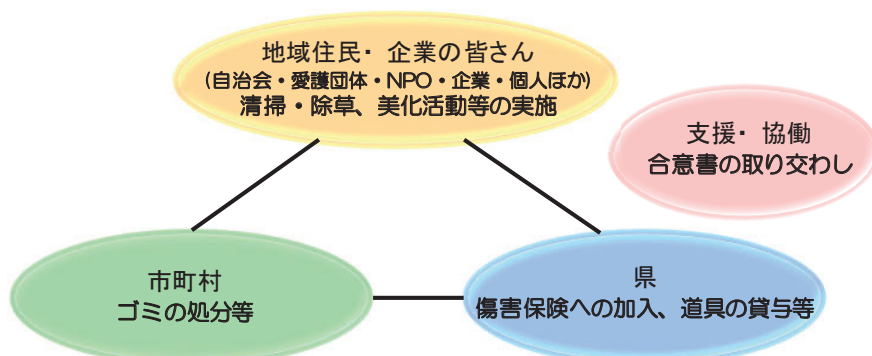 地域住民・企業の皆さん
(自治会・愛護団体・NPO・企業・個人ほか)
清掃・除草、美化活動等の実施
支援・協働
合意書の取り交わし
市町村
ゴミの処分等
県
傷害保険への加入、道具の貸与等